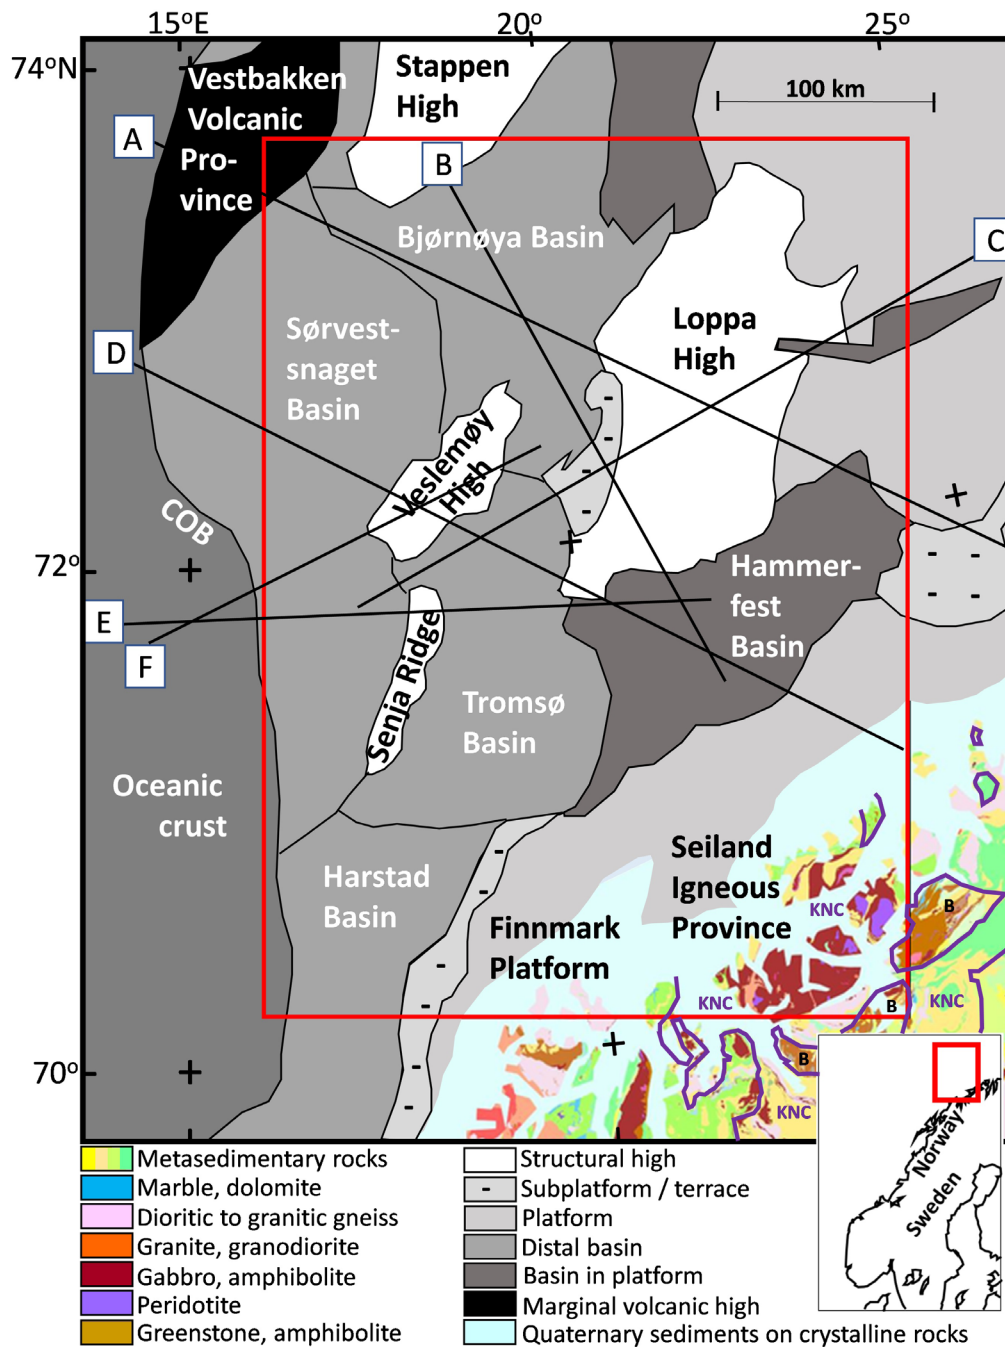 15°E
20°
25°
74°N
Vestbakken
Volcanic
Pro-
vince
Stappen
High
100 km
A
B
C
Bjørnøya Basin
Loppa
High
D
Sørvest-
snaget
Basin
Veslemøy
High
COB
72°
E
F
Hammer-
fest
Basin
Senja Ridge
Tromsø
Basin
Oceanic
crust
Harstad
Basin
Seiland
Igneous
Province
Finnmark
Platform
KNC
B
KNC
B
KNC
70°
B
KNC
Norway
Sweden
Metasedimentary rocks
Marble, dolomite
Dioritic to granitic gneiss
Granite, granodiorite
Gabbro, amphibolite
Peridotite
Greenstone, amphibolite
Structural high
Subplatform / terrace
Platform
Distal basin
Basin in platform
Marginal volcanic high
Quaternary sediments on crystalline rocks